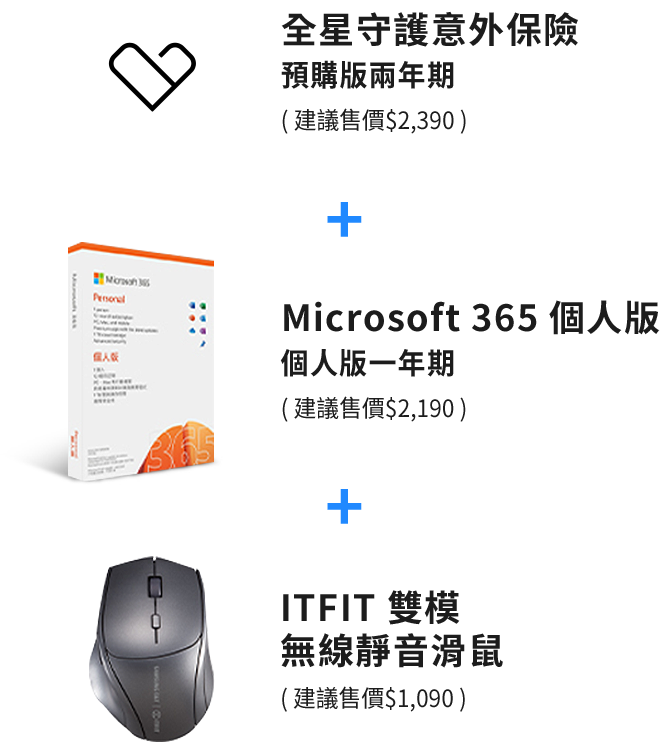 全星守護意外保險
預購版兩年期
( 建議售價$2,390 )
+
Microsoft 365
Personal
個人版
365
Microsoft 365 個人版
個人版一年期
( 建議售價$2,190 )
+
ITFIT 雙模
無線靜音滑鼠
( 建議售價$1,090 )